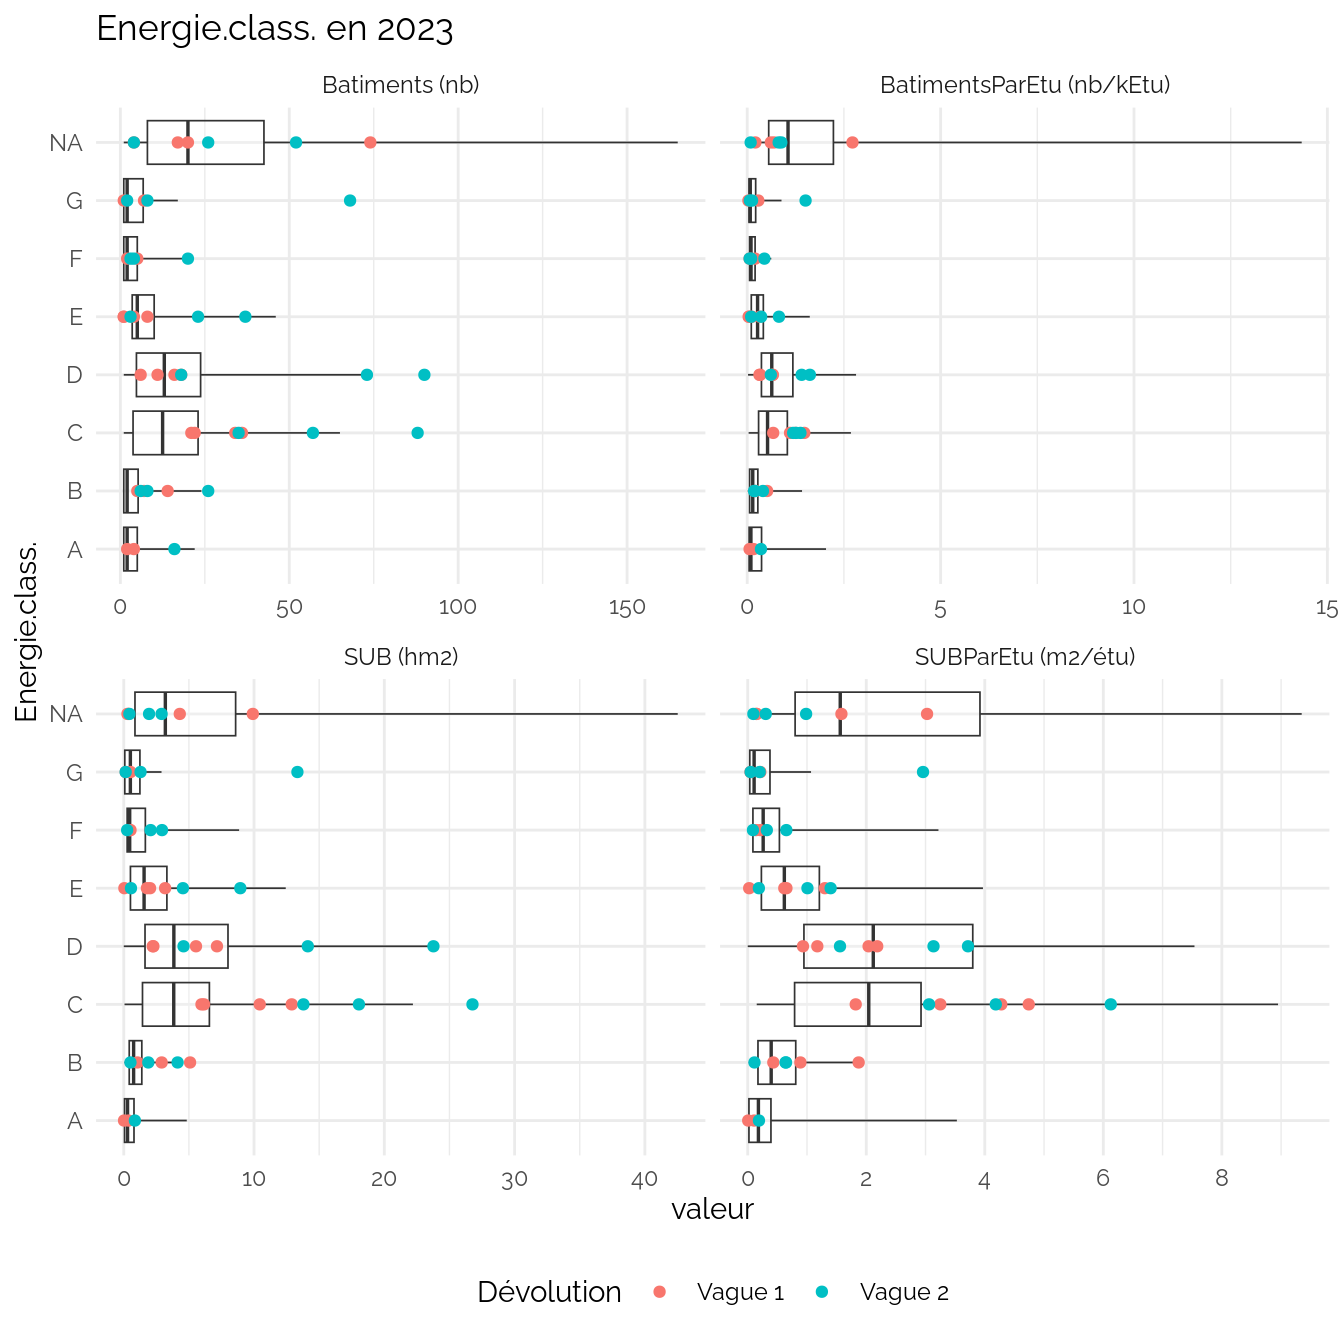 Energie.class. en 2023
Batiments (nb)
BatimentsParEtu (nb/kEtu)
NA
G
F
E
D
C
B
A
0 50 100 150
0 5 10 15
SUB (hm2)
SUBParEtu (m2/étu)
Energie.class.
NA
G
F
E
D
C
B
A
0 10 20 30 40
0 2 4 6 8
valeur
Dévolution Vague 1 Vague 2